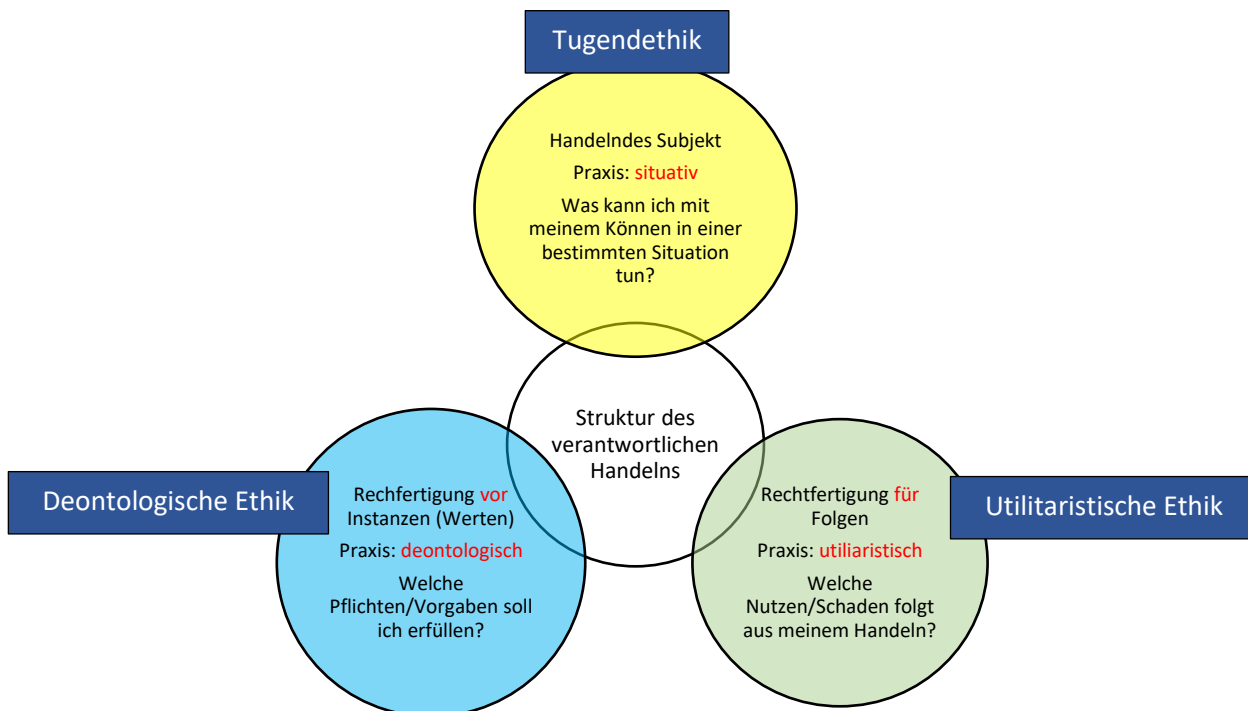 Tugendethik
Handelndes Subjekt
Praxis: situativ
Was kann ich mit
meinem Können in einer
bestimmten Situation
tun?
Struktur des
verantwortlichen
Handelns
Deontologische Ethik
Rechfertigung vor
Instanzen (Werten)
Praxis: deontologisch
Welche
Pflichten/Vorgaben soll
ich erfüllen?
Utilitaristische Ethik
Rechtfertigung für
Folgen
Praxis: utiliaristisch
Welche
Nutzen/Schaden folgt
aus meinem Handeln?